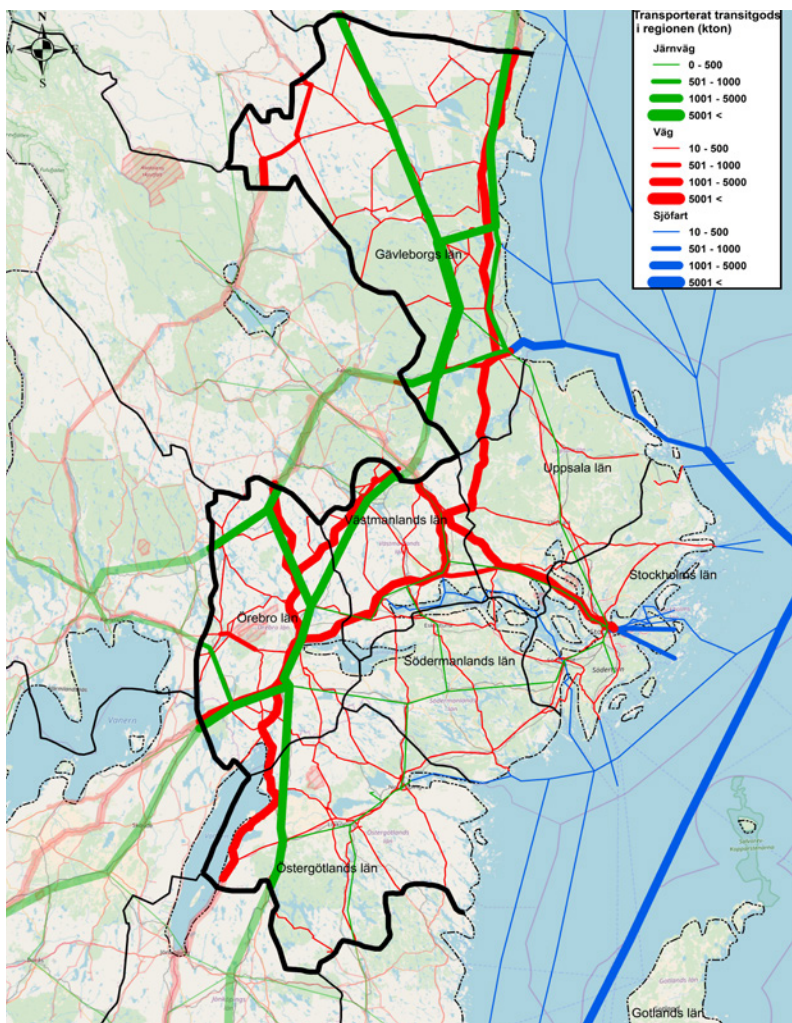 N
W
E
S
Transporterat transitgods
i regionen (kton)
Järnväg
0 - 500
501 - 1000
1001 - 5000
5001 <
Väg
10 - 500
501 - 1000
1001 - 5000
5001 <
Sjöfart
10 - 500
501 - 1000
1001 - 5000
5001 <
Gävleborgs län
Uppsala län
Västmanlands län
Stockholms län
Örebro län
Södermanlands län
Vänern
Östergötlands län
Gotlands län